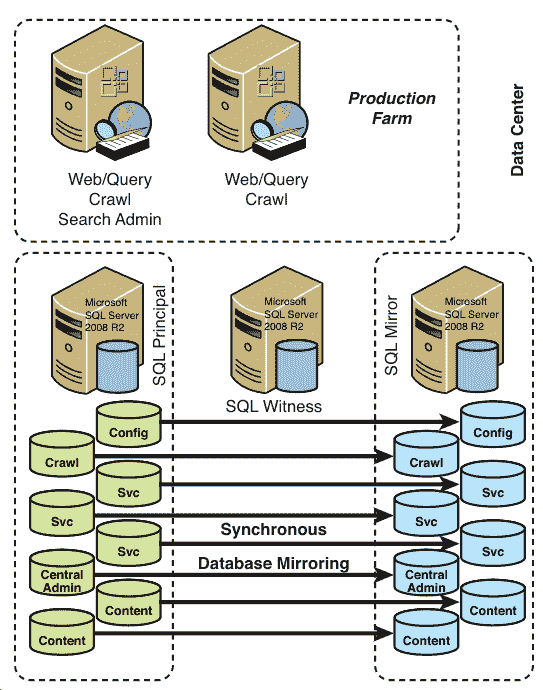 Production
Farm
Data Center
Web/Query
Crawl
Search Admin
Web/Query
Crawl
Microsoft
SQL Server
2008 R2
SQL Principal
Microsoft
SQL Server
2008 R2
SQL Witness
SQL Mirror
Microsoft
SQL Server
2008 R2
Config
Config
Crawl
Crawl
Svc
Svc
Svc
Svc
Synchronous
Svc
Svc
Database Mirroring
Central
Admin
Central
Admin
Content
Content
Content
Content